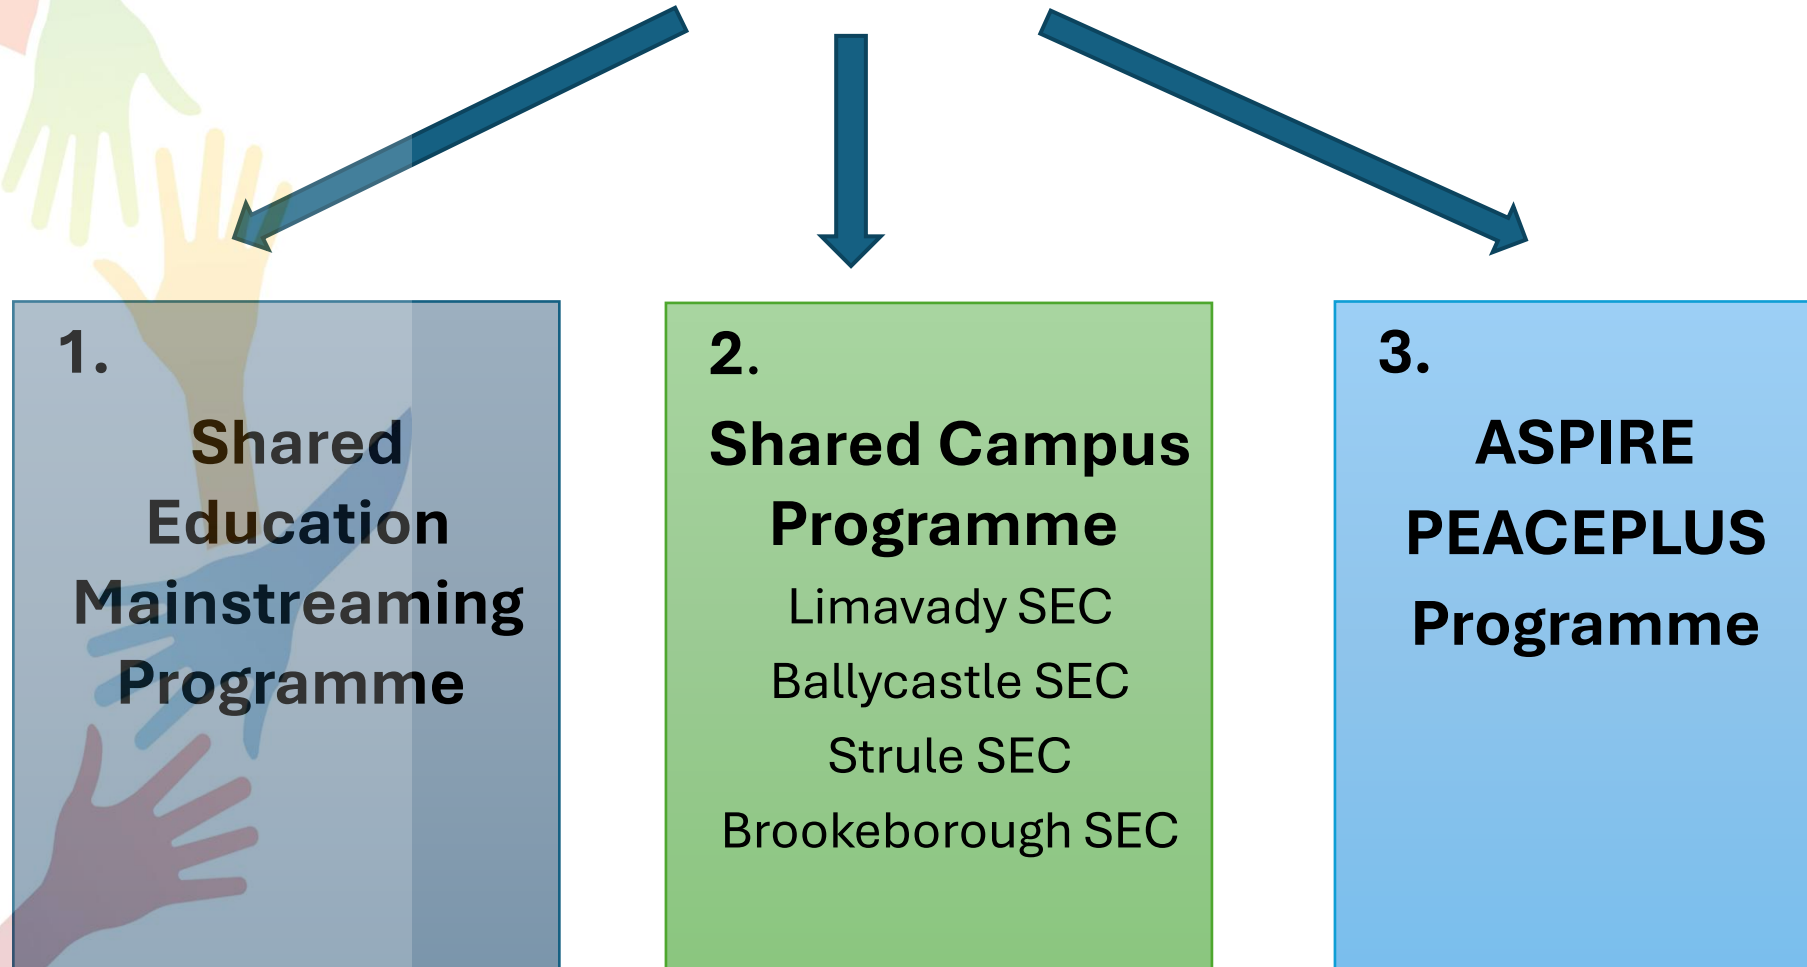 1.
Shared
Education
Mainstreaming
Programme
2.
Shared Campus
Programme
Limavady SEC
Ballycastle SEC
Strule SEC
Brookeborough SEC
3.
ASPIRE
PEACEPLUS
Programme